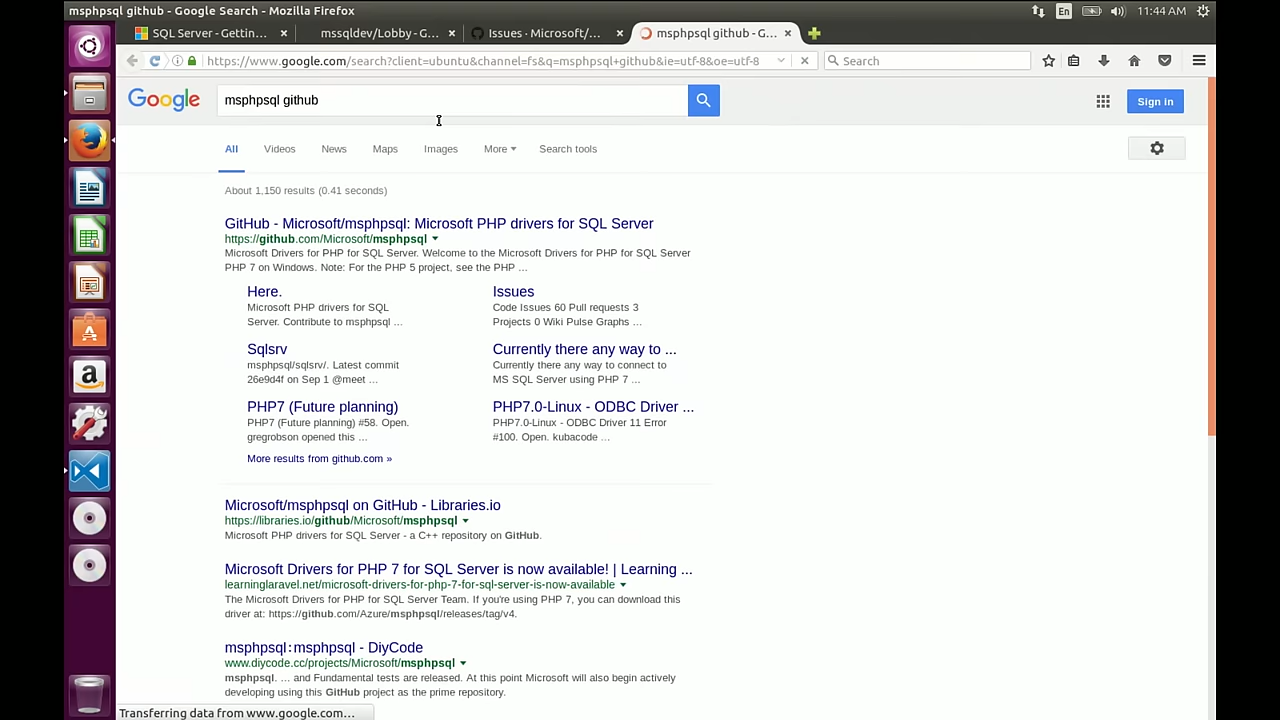 msphpsql github - Google Search - Mozilla Firefox
En
11:44 AM
SQL Server - Gettin...
mssqldev/Lobby - G...
Issues · Microsoft/...
msphpsql github - G...
https://www.google.com/search?client=ubuntu&channel=fs&q=msphpsql+github&ie=utf-8&oe=utf-8
Search
Google
msphpsql github
Sign in
All
Videos
News
Maps
Images
More
Search tools
About 1,150 results (0.41 seconds)
GitHub - Microsoft/msphpsql: Microsoft PHP drivers for SQL Server
https://github.com/Microsoft/msphpsql
Microsoft Drivers for PHP for SQL Server. Welcome to the Microsoft Drivers for PHP for SQL Server
PHP 7 on Windows. Note: For the PHP 5 project, see the PHP ...
Here.
Microsoft PHP drivers for SQL
Server. Contribute to msphpsql ...
Issues
Code Issues 60 Pull requests 3
Projects 0 Wiki Pulse Graphs ...
Sqlsrv
msphpsql/sqlsrv/. Latest commit
26e9d4f on Sep 1 @meet ...
Currently there any way to ...
Currently there any way to connect to
MS SQL Server using PHP 7 ...
PHP7 (Future planning)
PHP7 (Future planning) #58. Open.
gregrobson opened this ...
PHP7.0-Linux - ODBC Driver ...
PHP7.0-Linux - ODBC Driver 11 Error
#100. Open. kubacode ...
More results from github.com »
Microsoft/msphpsql on GitHub - Libraries.io
https://libraries.io/github/Microsoft/msphpsql
Microsoft PHP drivers for SQL Server - a C++ repository on GitHub.
Microsoft Drivers for PHP 7 for SQL Server is now available! | Learning ...
learninglaravel.net/microsoft-drivers-for-php-7-for-sql-server-is-now-available
The Microsoft Drivers for PHP for SQL Server Team. If you're using PHP 7, you can download this
driver at: https://github.com/Azure/msphpsql/releases/tag/v4.
msphpsql：msphpsql - DiyCode
www.diycode.cc/projects/Microsoft/msphpsql
msphpsql. ... and Fundamental tests are released. At this point Microsoft will also begin actively
developing using this GitHub project as the prime repository.
Transferring data from www.google.com...